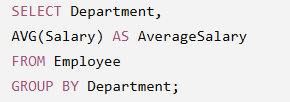 SELECT Department,
AVG(Salary) AS AverageSalary
FROM Employee
GROUP BY Department;